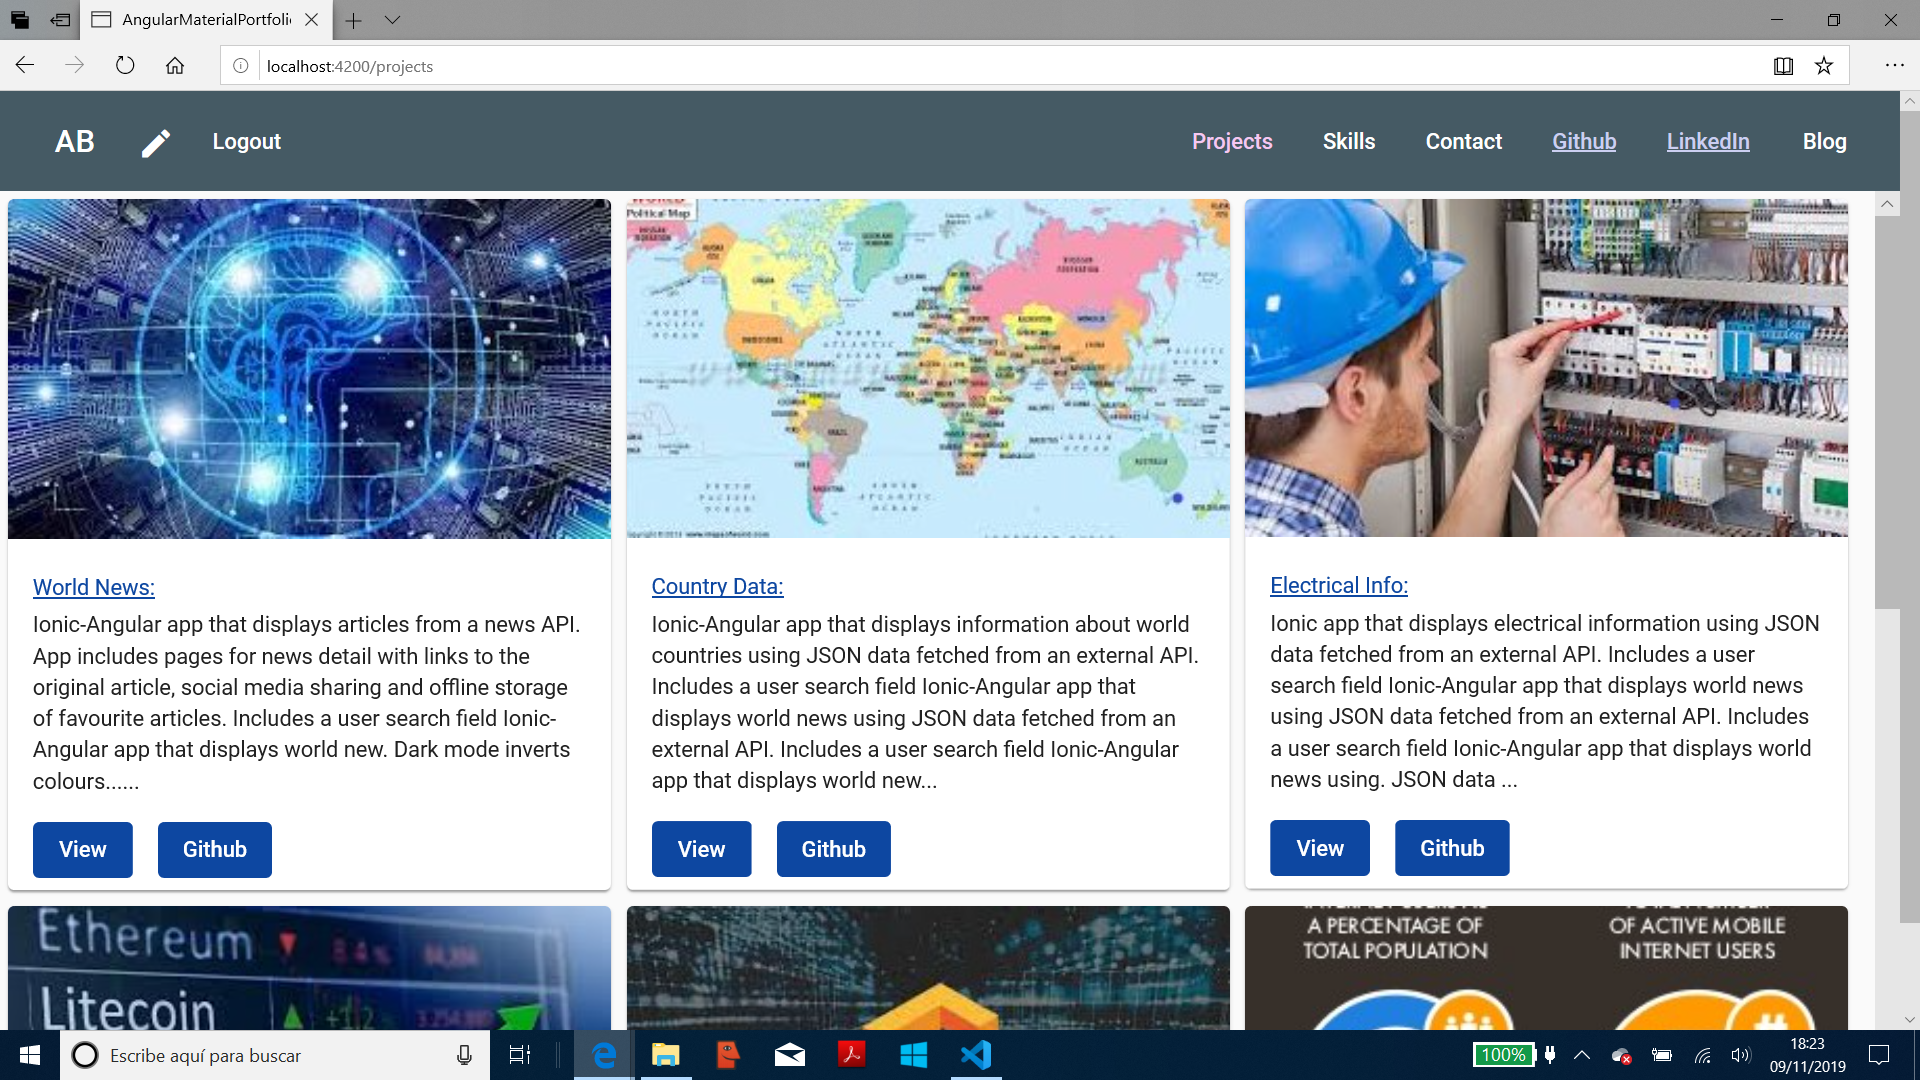 AngularMaterialPortfoli
localhost:4200/projects
AB
Logout
Projects
Skills
Contact
Github
LinkedIn
Blog
Political Map
World News:
Ionic-Angular app that displays articles from a news API.
App includes pages for news detail with links to the
original article, social media sharing and offline storage
of favourite articles. Includes a user search field Ionic-
Angular app that displays world new. Dark mode inverts
colours......
View
Github
Country Data:
Ionic-Angular app that displays information about world
countries using JSON data fetched from an external API.
Includes a user search field Ionic-Angular app that
displays world news using JSON data fetched from an
external API. Includes a user search field Ionic-Angular
app that displays world new...
View
Github
Electrical Info:
Ionic app that displays electrical information using JSON
data fetched from an external API. Includes a user
search field Ionic-Angular app that displays world news
using JSON data fetched from an external API. Includes
a user search field Ionic-Angular app that displays world
news using. JSON data ...
View
Github
Ethereum
8.4%
Litecoin
A PERCENTAGE OF
TOTAL POPULATION
OF ACTIVE MOBILE
INTERNET USERS
Escribe aquí para buscar
100%
18:23
09/11/2019